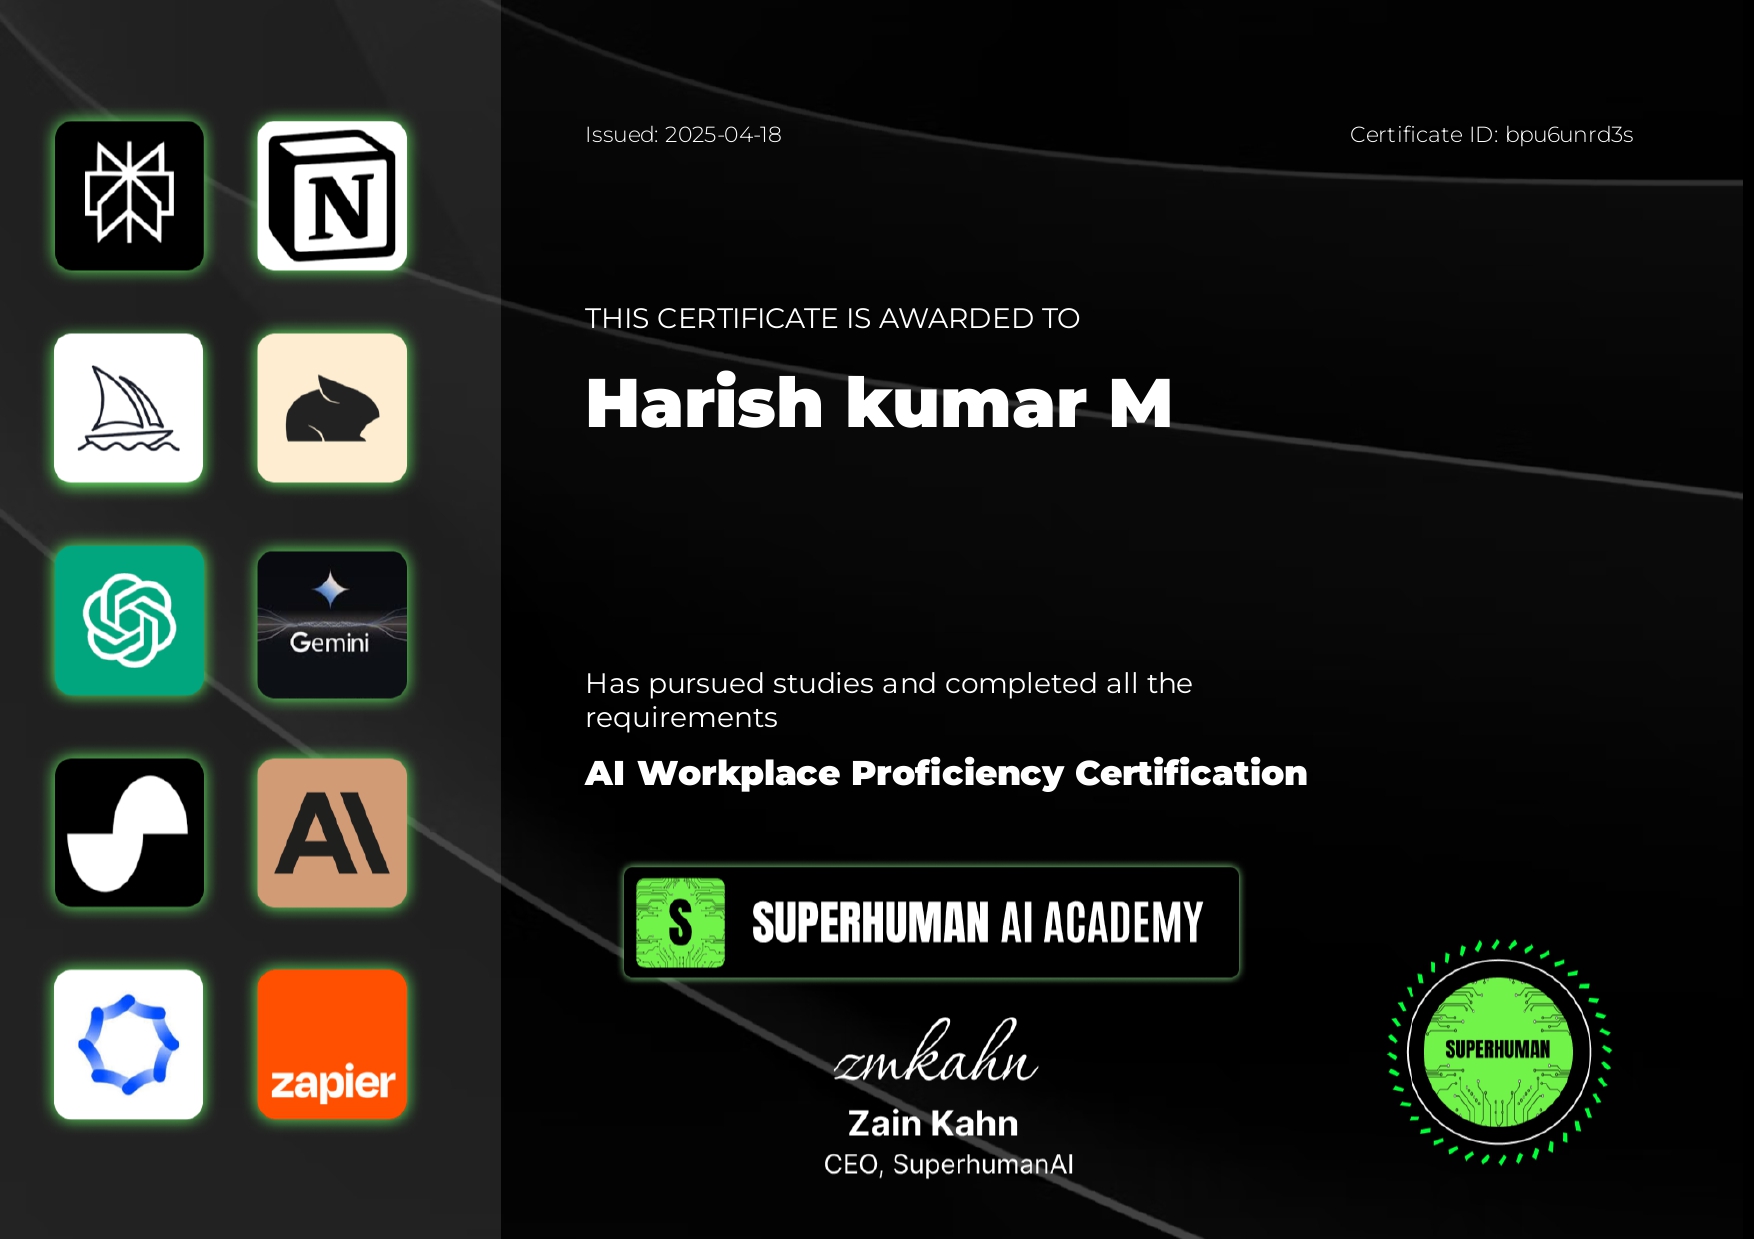 Issued: 2025-04-18
Certificate ID: bpu6unrd3s
THIS CERTIFICATE IS AWARDED TO
Harish kumar M
Has pursued studies and completed all the
requirements
AI Workplace Proficiency Certification
S
SUPERHUMAN AI ACADEMY
zmkahn
Zain Kahn
CEO, SuperhumanAI
SUPERHUMAN
N
Gemini
AI
zapier